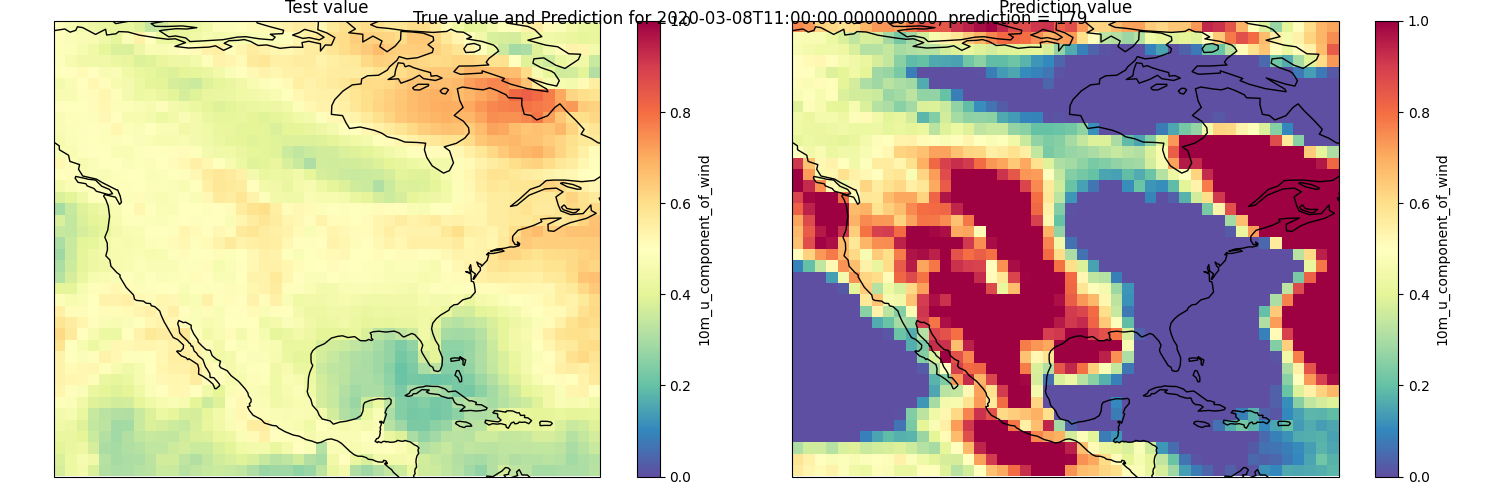 Test value
Prediction value
True value and Prediction for 2020-03-08T11:00:00.000000000, prediction = 179
1.0
0.8
0.6
0.4
0.2
0.0
10m_u_component_of_wind
1.0
0.8
0.6
0.4
0.2
0.0
10m_u_component_of_wind